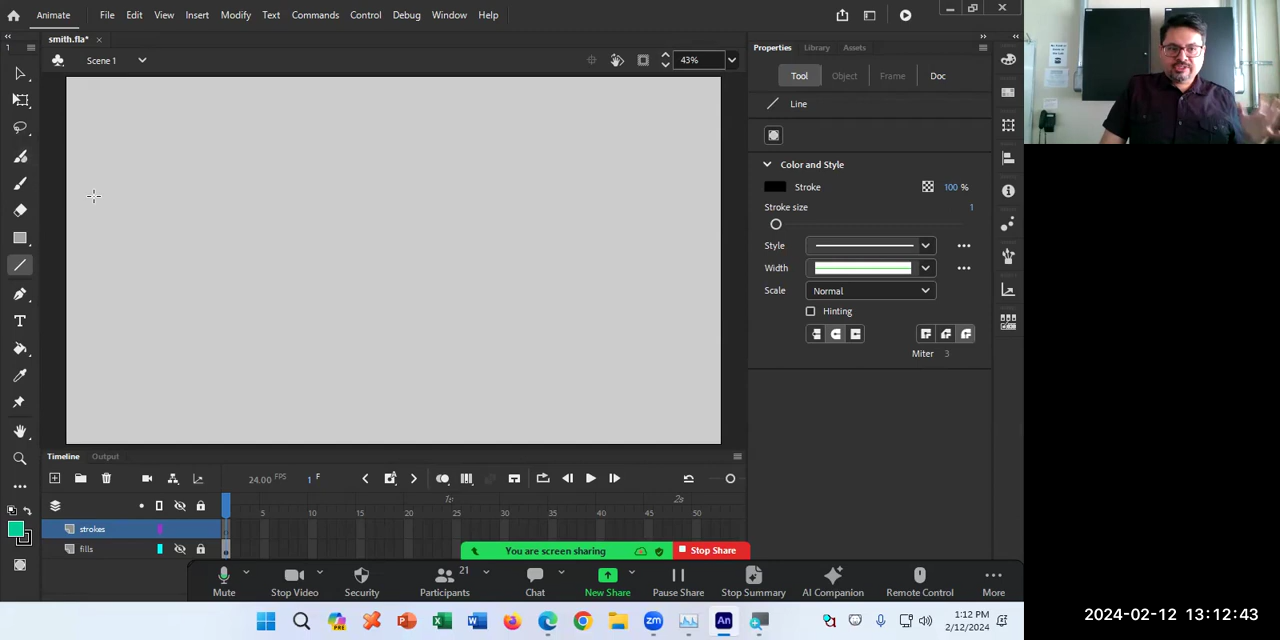 Animate File Edit View Insert Modify Text Commands Control Debug Window Help
smith.fla* ×
Scene 1 43%
Properties Library Assets
Tool Object Frame Doc
Line
Color and Style
Stroke 100 %
Stroke size 1
Style
Width
Scale Normal
Hinting
Miter 3
Timeline Output
24.00 FPS 1 F
1s 2s
5 10 15 20 25 30 35 40 45 50
strokes
fills
You are screen sharing Stop Share
21
Mute Stop Video Security Participants Chat New Share Pause Share Stop Summary AI Companion Remote Control More
1:12 PM
2/12/2024
2024-02-12 13:12:43